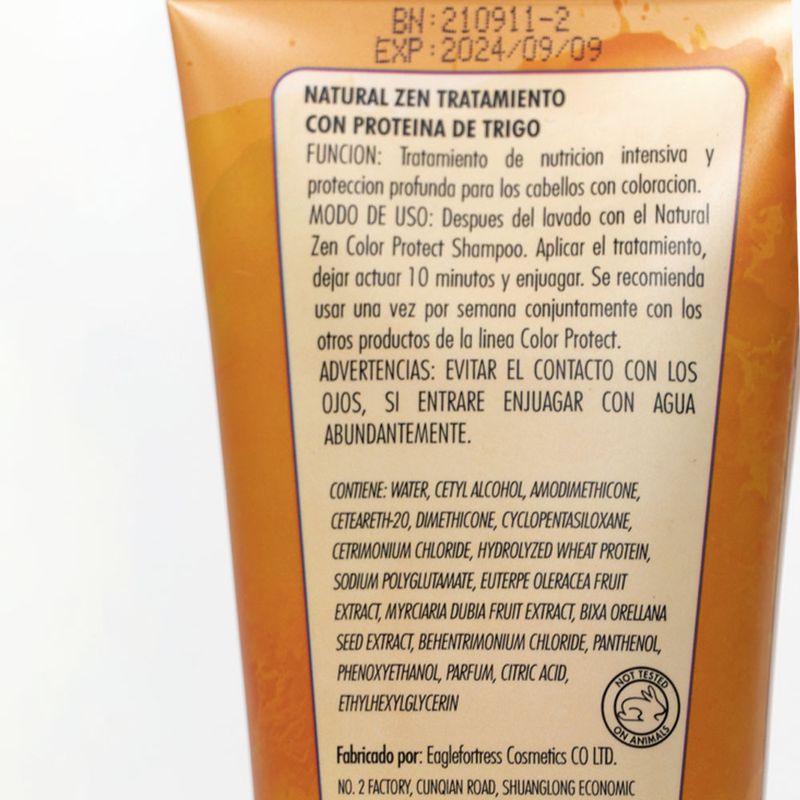 BN:210911-2
EXP:2024/09/09
NATURAL ZEN TRATAMIENTO
CON PROTEINA DE TRIGO
FUNCION: Tratamiento de nutricion intensiva y
proteccion profunda para los cabellos con coloracion.
MODO DE USO: Despues del lavado con el Natural
Zen Color Protect Shampoo. Aplicar el tratamiento,
dejar actuar 10 minutos y enjuagar. Se recomienda
usar una vez por semana conjuntamente con los
otros productos de la linea Color Protect.
ADVERTENCIAS: EVITAR EL CONTACTO CON LOS
OJOS, SI ENTRARE ENJUAGAR CON AGUA
ABUNDANTEMENTE.
CONTIENE: WATER, CETYL ALCOHOL, AMODIMETHICONE,
CETEARETH-20, DIMETHICONE, CYCLOPENTASILOXANE,
CETRIMONIUM CHLORIDE, HYDROLYZED WHEAT PROTEIN,
SODIUM POLYGLUTAMATE, EUTERPE OLERACEA FRUIT
EXTRACT, MYRCIARIA DUBIA FRUIT EXTRACT, BIXA ORELLANA
SEED EXTRACT, BEHENTRIMONIUM CHLORIDE, PANTHENOL,
PHENOXYETHANOL, PARFUM, CITRIC ACID,
ETHYLHEXYLGLYCERIN
NOT TESTED
ON ANIMALS
Fabricado por: Eaglefortress Cosmetics CO LTD.
NO. 2 FACTORY, CUNQIAN ROAD, SHUANGLONG ECONOMIC